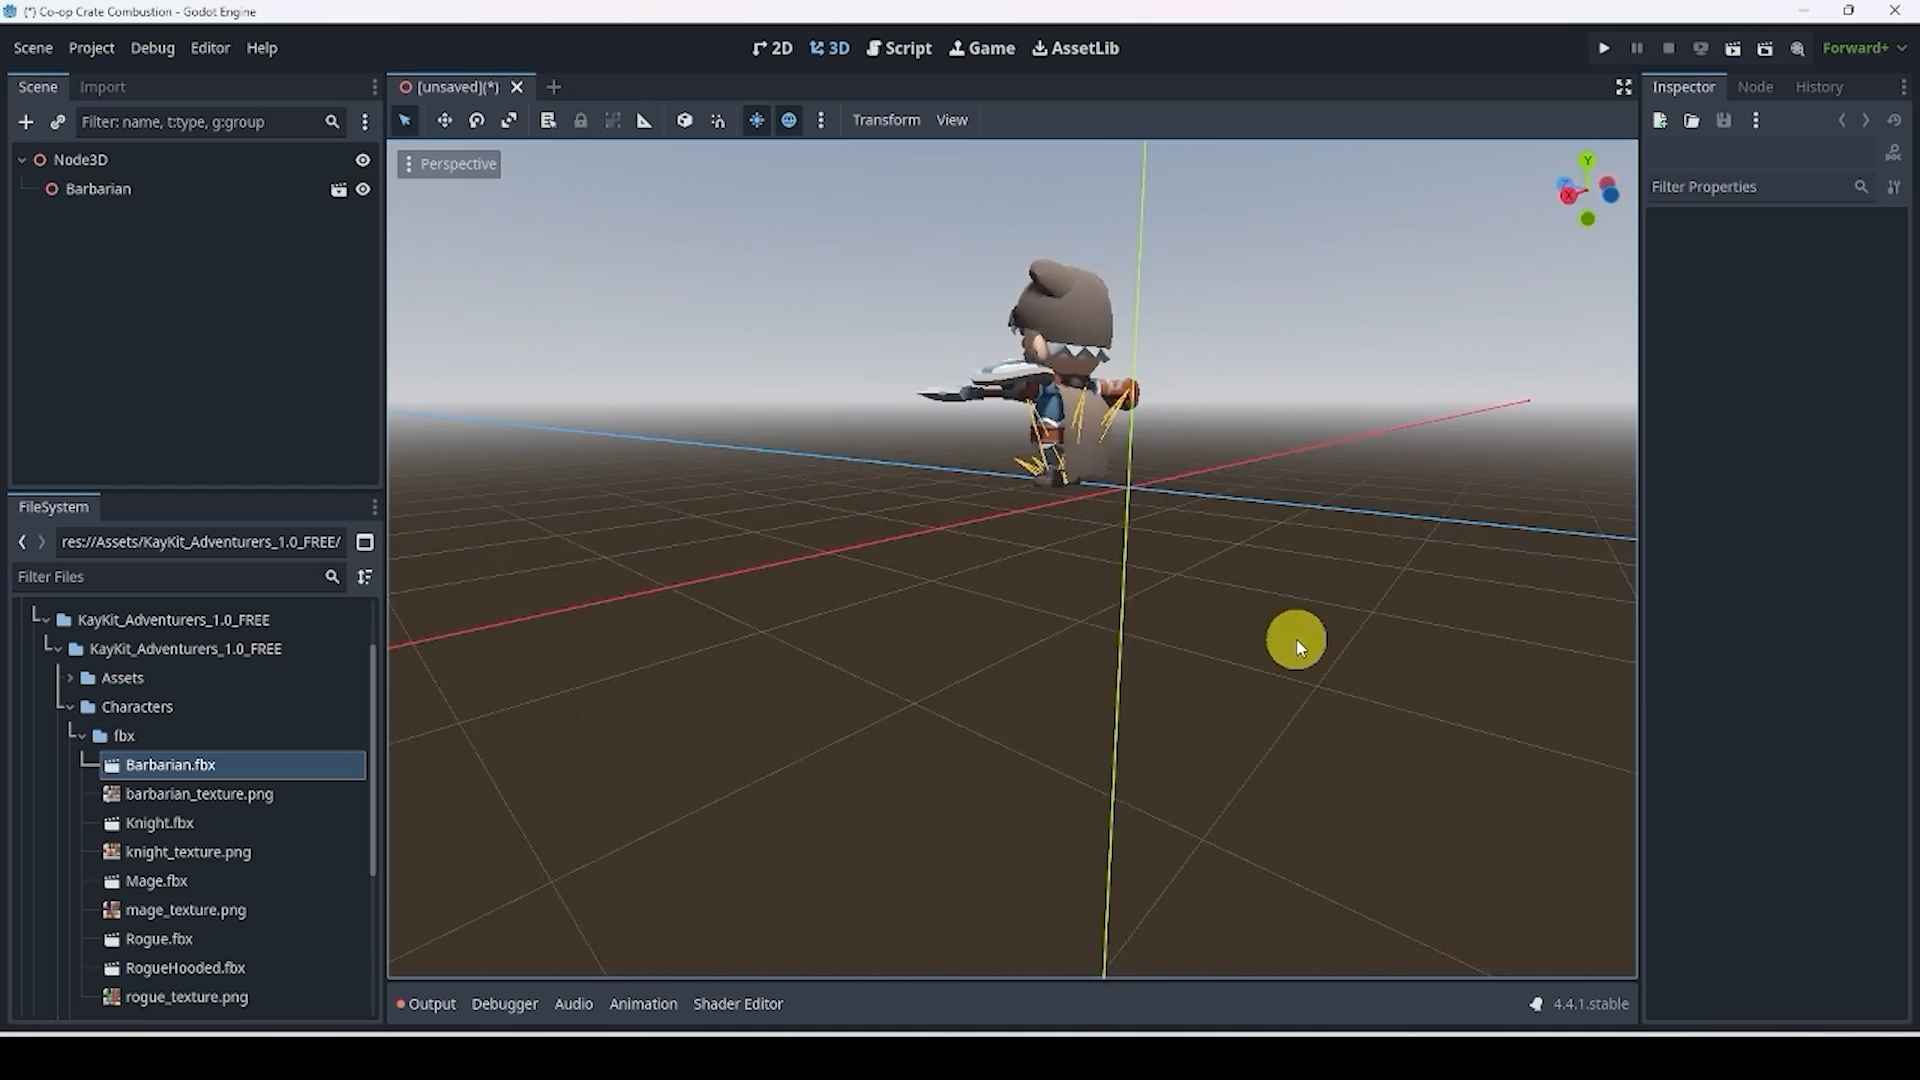 (*) Co-op Crate Combustion - Godot Engine
Scene Project Debug Editor Help
2D 3D Script Game AssetLib
Forward+
Scene Import
[unsaved](*)
Inspector Node History
Filter: name, t:type, g:group
Transform View
Node3D
Perspective
Y
Z
X
Barbarian
Filter Properties
FileSystem
res://Assets/KayKit_Adventurers_1.0_FREE/
Filter Files
KayKit_Adventurers_1.0_FREE
KayKit_Adventurers_1.0_FREE
Assets
Characters
fbx
Barbarian.fbx
barbarian_texture.png
Knight.fbx
knight_texture.png
Mage.fbx
mage_texture.png
Rogue.fbx
RogueHooded.fbx
rogue_texture.png
Output Debugger Audio Animation Shader Editor
4.4.1.stable